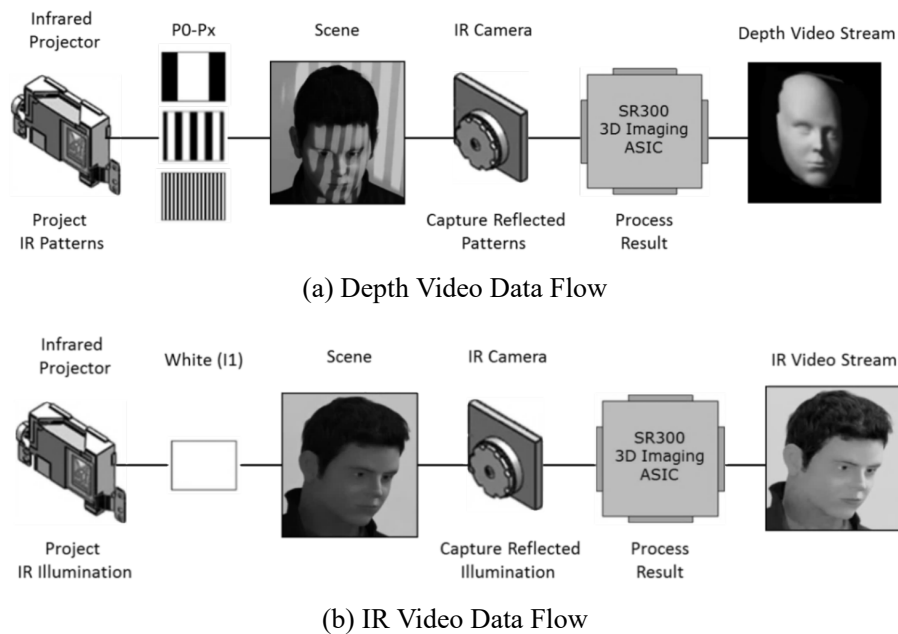 Infrared
Projector
P0-Px
Scene
IR Camera
Depth Video Stream
SR300
3D Imaging
ASIC
Project
IR Patterns
Capture Reflected
Patterns
Process
Result
(a) Depth Video Data Flow
Infrared
Projector
White (I1)
Scene
IR Camera
IR Video Stream
SR300
3D Imaging
ASIC
Project
IR Illumination
Capture Reflected
Illumination
Process
Result
(b) IR Video Data Flow